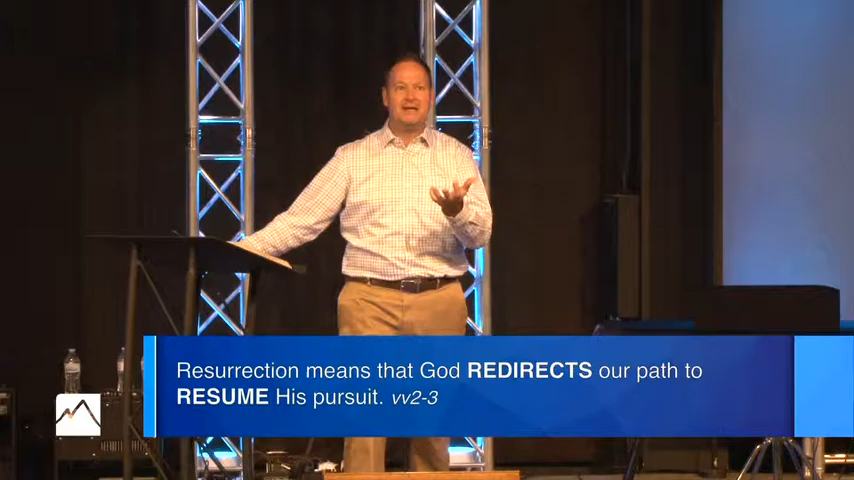 Resurrection means that God REDIRECTS our path to
RESUME His pursuit. vv2-3